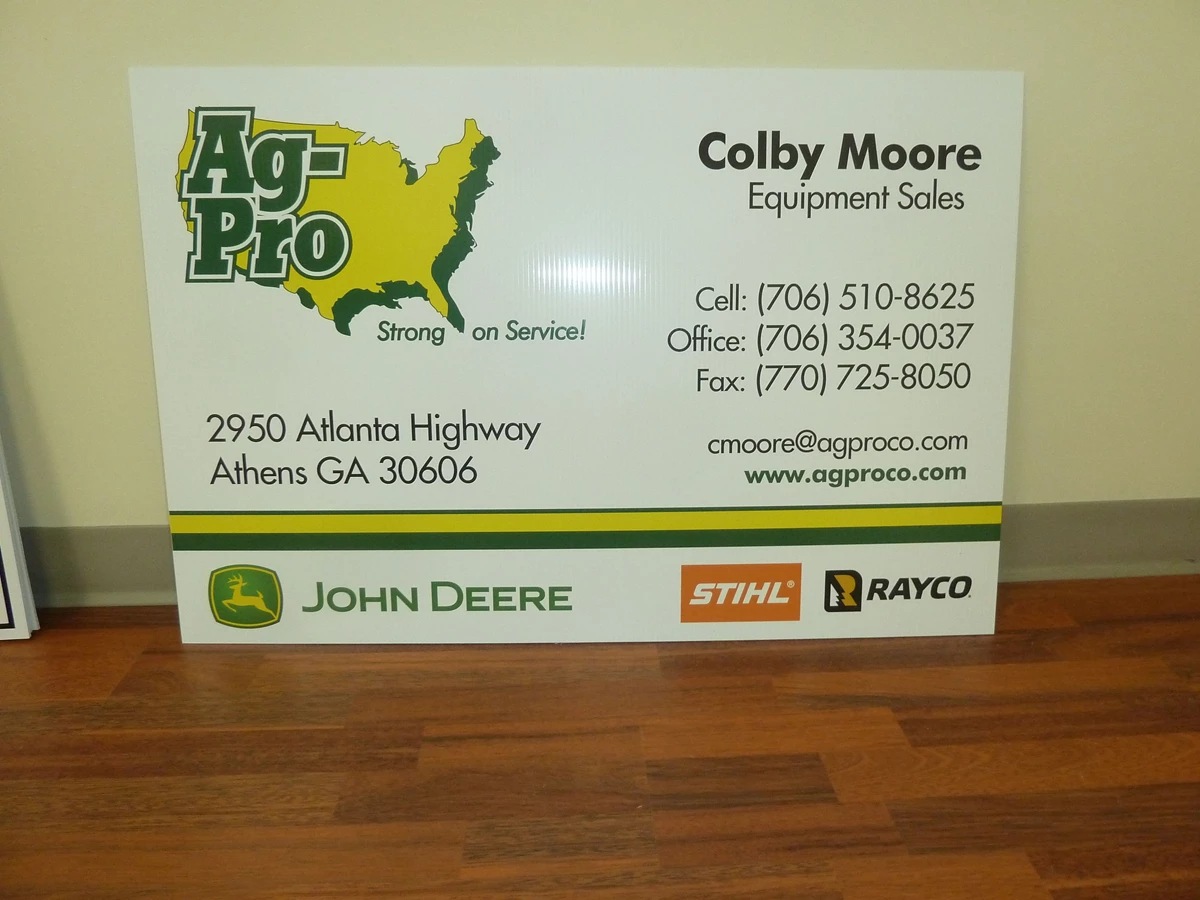 Ag-
Pro
Strong on Service!
Colby Moore
Equipment Sales
Cell: (706) 510-8625
Office: (706) 354-0037
Fax: (770) 725-8050
2950 Atlanta Highway
Athens GA 30606
cmoore@agproco.com
www.agproco.com
JOHN DEERE
STIHL®
R RAYCO.